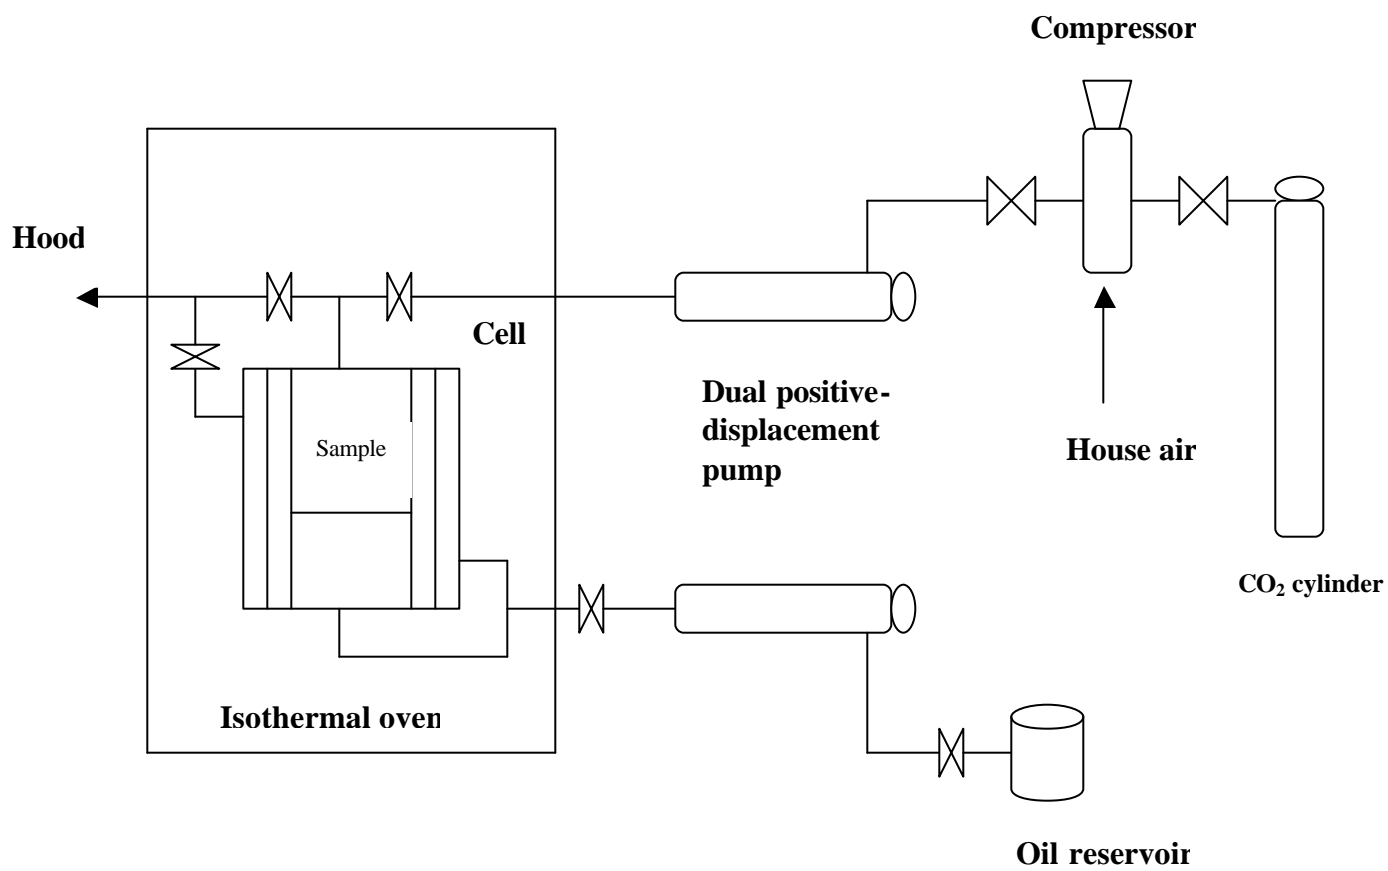 Compressor
Hood
Cell
Dual positive-
displacement
pump
Sample
House air
CO₂ cylinder
Isothermal oven
Oil reservoir